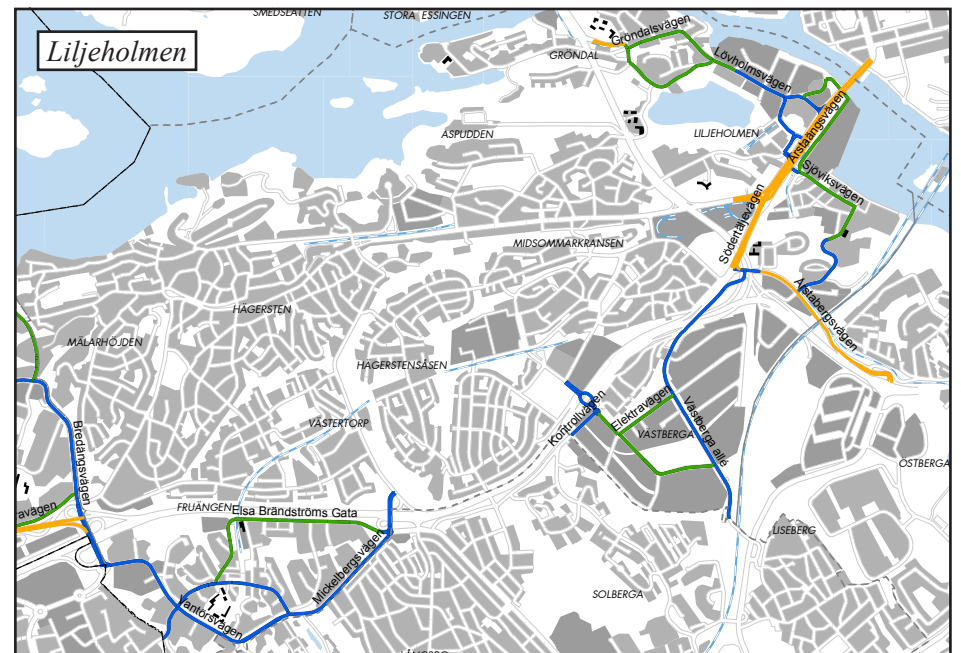 SMEDSLÄTTEN
STORA ESSINGEN
Liljeholmen
Gröndalsvägen
GRÖNDAL
Lövholmsvägen
ASPUDDEN
LILJEHOLMEN
Årstaängsvägen
Sjöviksvägen
Södertäljevägen
MIDSOMMARKRANSEN
HÄGERSTEN
Årstabergsvägen
MÄLARHÖJDEN
HÄGERSTENSÅSEN
VÄSTERTORP
Kontrollvägen
Elektravägen
VÄSTBERGA
Västberga allé
Bredängsvägen
ÖSTBERGA
FRUÄNGEN
Elsa Brändströms Gata
ravägen
LISEBERG
Mickelbergsvägen
SOLBERGA
Vantörsvägen